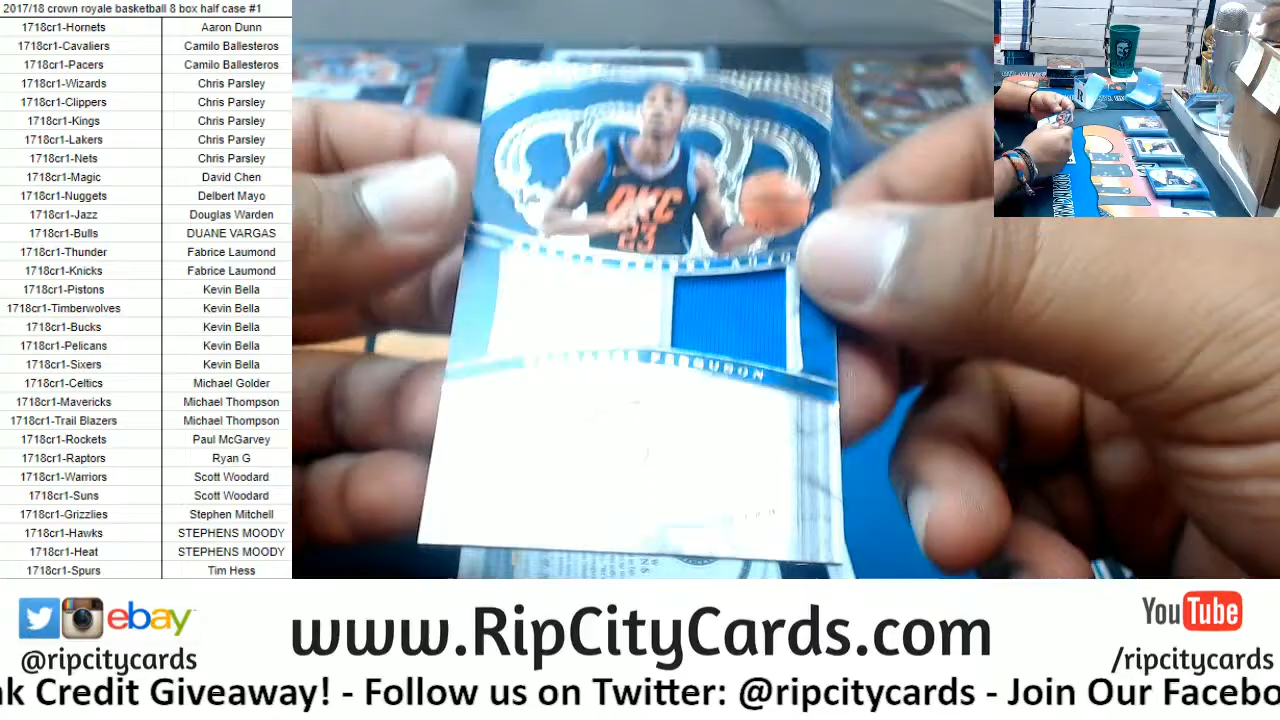 2017/18 crown royale basketball 8 box half case #1
1718cr1-Hornets Aaron Dunn
1718cr1-Cavaliers Camilo Ballesteros
1718cr1-Pacers Camilo Ballesteros
1718cr1-Wizards Chris Parsley
1718cr1-Clippers Chris Parsley
1718cr1-Kings Chris Parsley
1718cr1-Lakers Chris Parsley
1718cr1-Nets Chris Parsley
1718cr1-Magic David Chen
1718cr1-Nuggets Delbert Mayo
1718cr1-Jazz Douglas Warden
1718cr1-Bulls DUANE VARGAS
1718cr1-Thunder Fabrice Laumond
1718cr1-Knicks Fabrice Laumond
1718cr1-Pistons Kevin Bella
1718cr1-Timberwolves Kevin Bella
1718cr1-Bucks Kevin Bella
1718cr1-Pelicans Kevin Bella
1718cr1-Sixers Kevin Bella
1718cr1-Celtics Michael Golder
1718cr1-Mavericks Michael Thompson
1718cr1-Trail Blazers Michael Thompson
1718cr1-Rockets Paul McGarvey
1718cr1-Raptors Ryan G
1718cr1-Warriors Scott Woodard
1718cr1-Suns Scott Woodard
1718cr1-Grizzlies Stephen Mitchell
1718cr1-Hawks STEPHENS MOODY
1718cr1-Heat STEPHENS MOODY
1718cr1-Spurs Tim Hess
OKC
23
ebay
@ripcitycards
www.RipCityCards.com
YouTube
/ripcitycards
nk Credit Giveaway! - Follow us on Twitter: @ripcitycards - Join Our Facebo